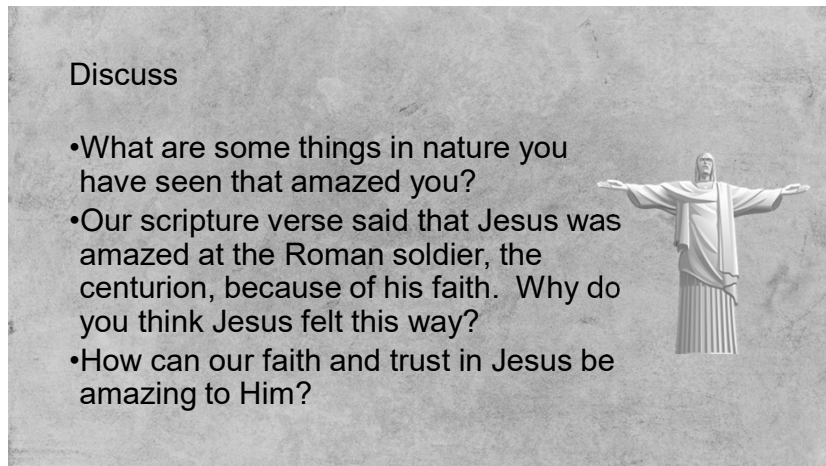 Discuss
•What are some things in nature you
have seen that amazed you?
•Our scripture verse said that Jesus was
amazed at the Roman soldier, the
centurion, because of his faith.  Why do
you think Jesus felt this way?
•How can our faith and trust in Jesus be
amazing to Him?